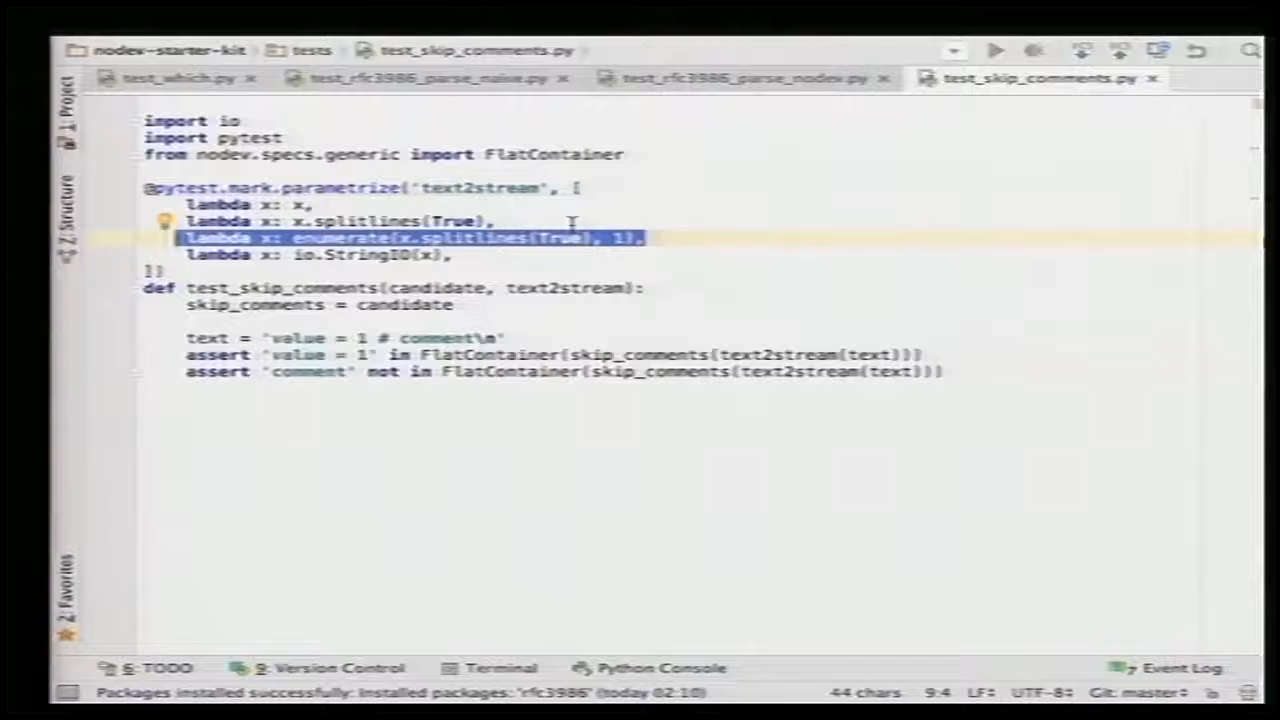 nodev-starter-kit tests test_skip_comments.py
test_which.py × test_rfc3986_parse_naive.py × test_rfc3986_parse_nodev.py × test_skip_comments.py ×
1: Project
Z: Structure
2: Favorites
import io
import pytest
from nodev.specs.generic import FlatContainer
@pytest.mark.parametrize('text2stream', [
lambda x: x,
lambda x: x.splitlines(True),
lambda x: enumerate(x.splitlines(True), 1),
lambda x: io.StringIO(x),
])
def test_skip_comments(candidate, text2stream):
skip_comments = candidate
text = 'value = 1 # comment\n'
assert 'value = 1' in FlatContainer(skip_comments(text2stream(text)))
assert 'comment' not in FlatContainer(skip_comments(text2stream(text)))
6: TODO 9: Version Control Terminal Python Console Event Log
Packages installed successfully: Installed packages: 'rfc3986' (today 02:10) 44 chars 9:4 LF UTF-8 Git: master